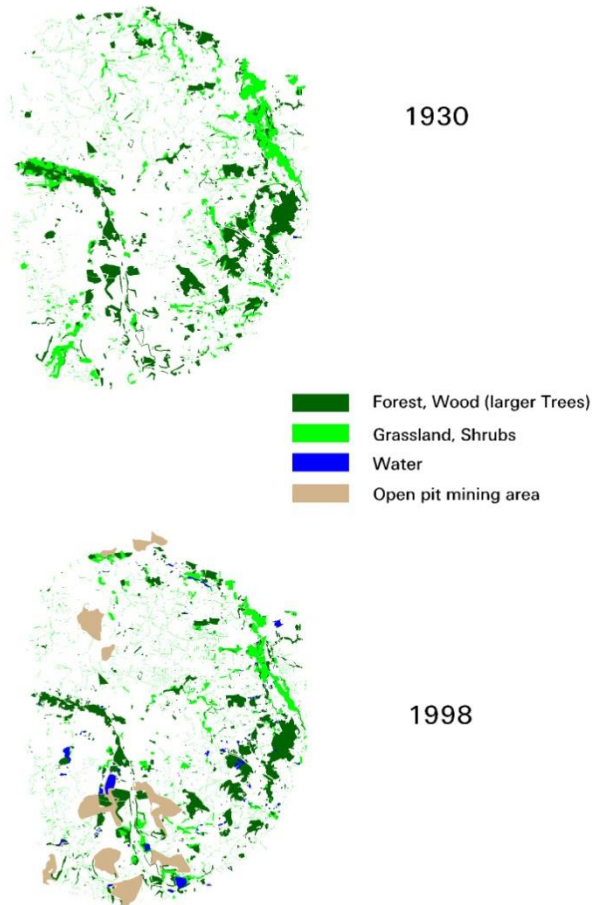 1930
Forest, Wood (larger Trees)
Grassland, Shrubs
Water
Open pit mining area
1998